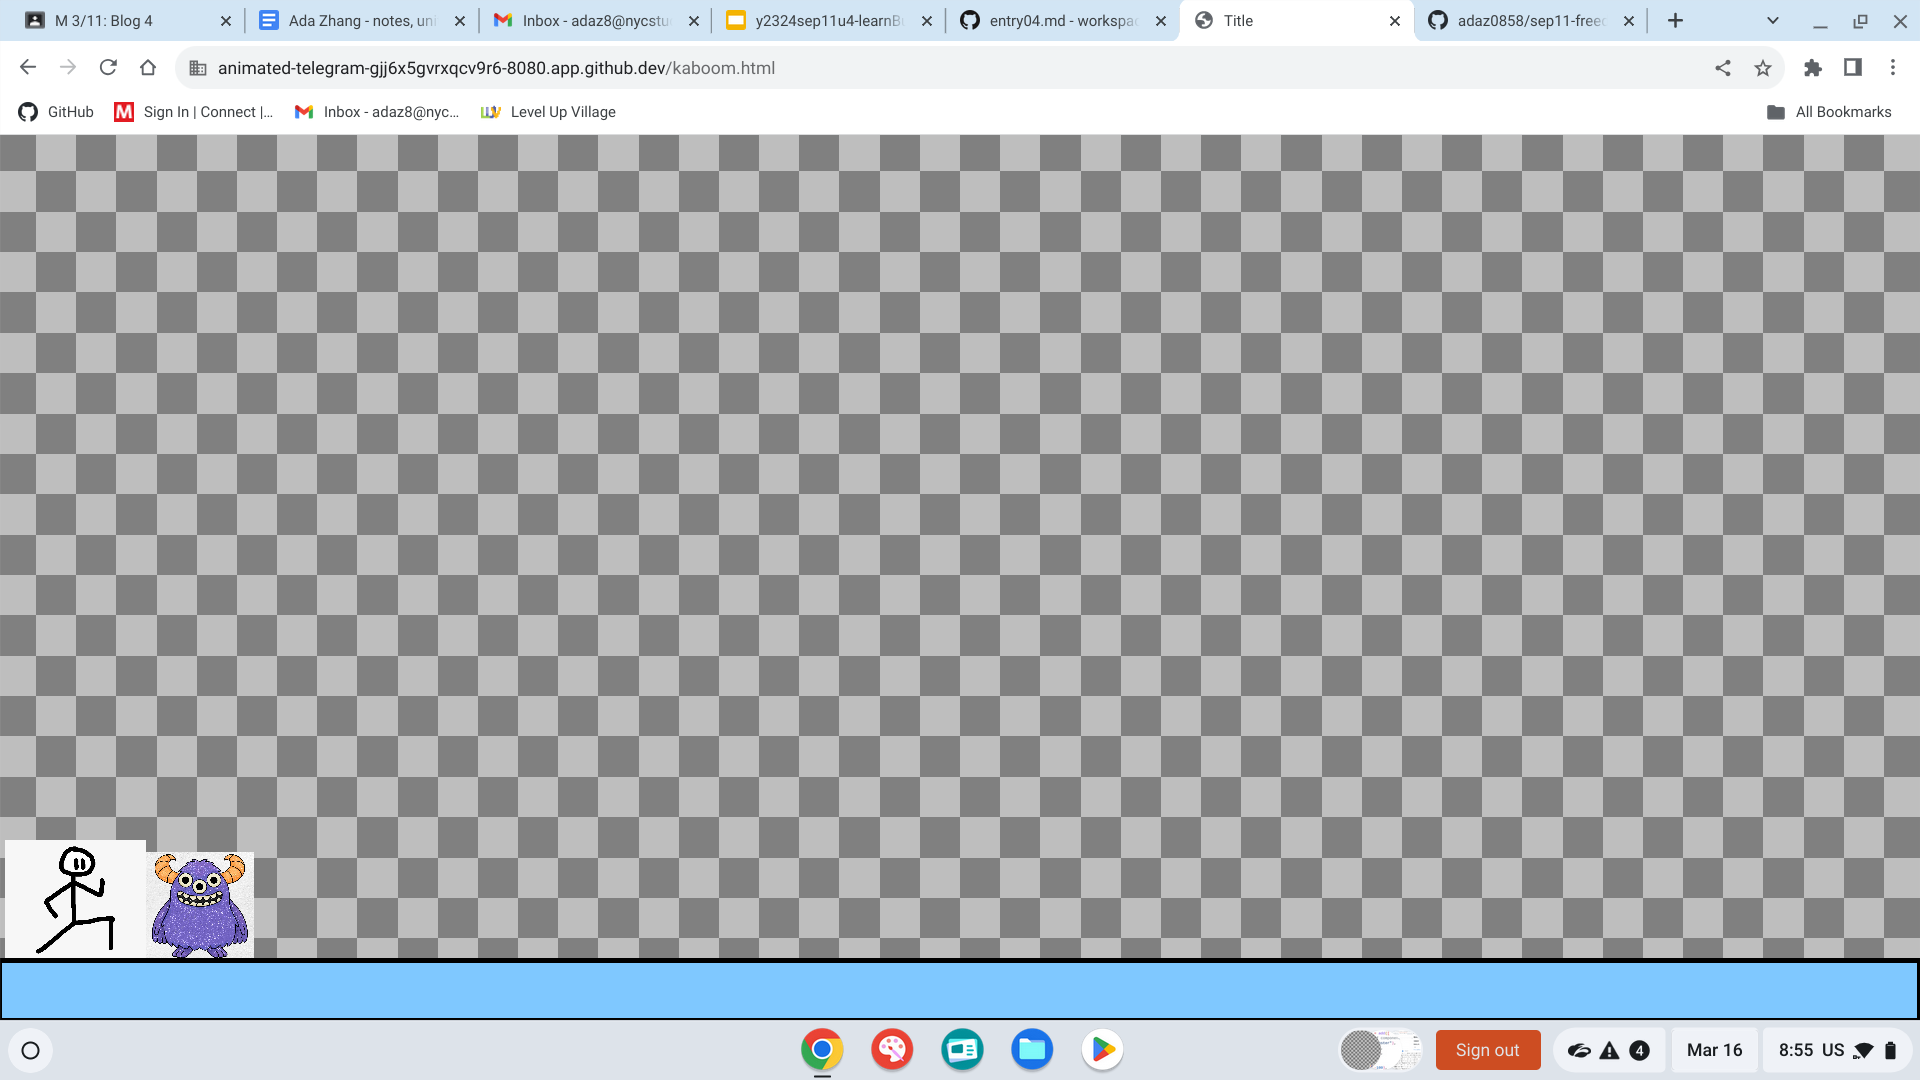 M 3/11: Blog 4
Ada Zhang - notes, uni
Inbox - adaz8@nycstu
y2324sep11u4-learnB
entry04.md - workspa
Title
adaz0858/sep11-free
animated-telegram-gjj6x5gvrxqcv9r6-8080.app.github.dev/kaboom.html
GitHub
M Sign In | Connect |...
Inbox - adaz8@nyc...
Level Up Village
All Bookmarks
Sign out
4
Mar 16
8:55 US